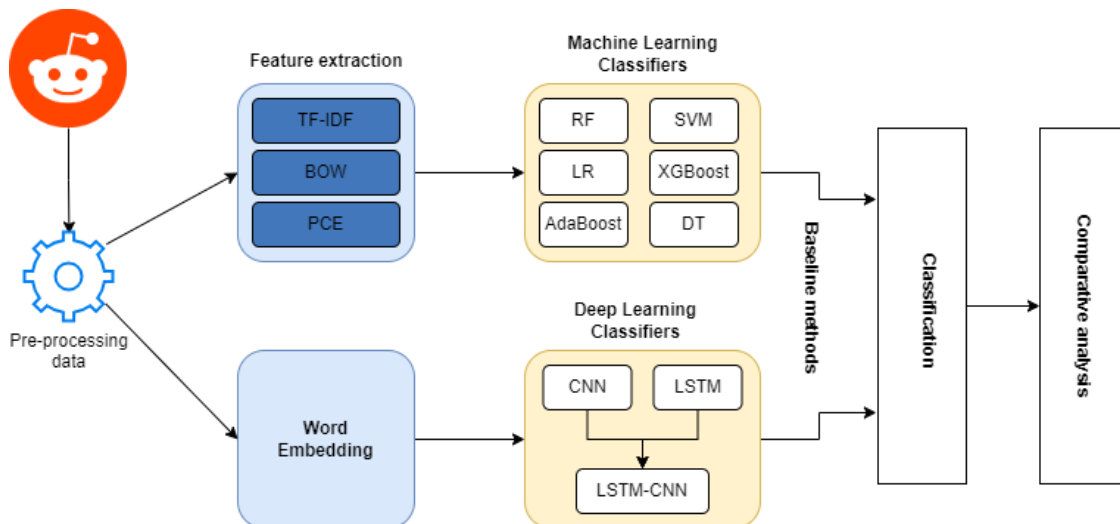 Pre-processing
data
Feature extraction
TF-IDF
BOW
PCE
Machine Learning
Classifiers
RF
SVM
LR
XGBoost
AdaBoost
DT
Word
Embedding
Deep Learning
Classifiers
CNN
LSTM
LSTM-CNN
Baseline methods
Classification
Comparative analysis